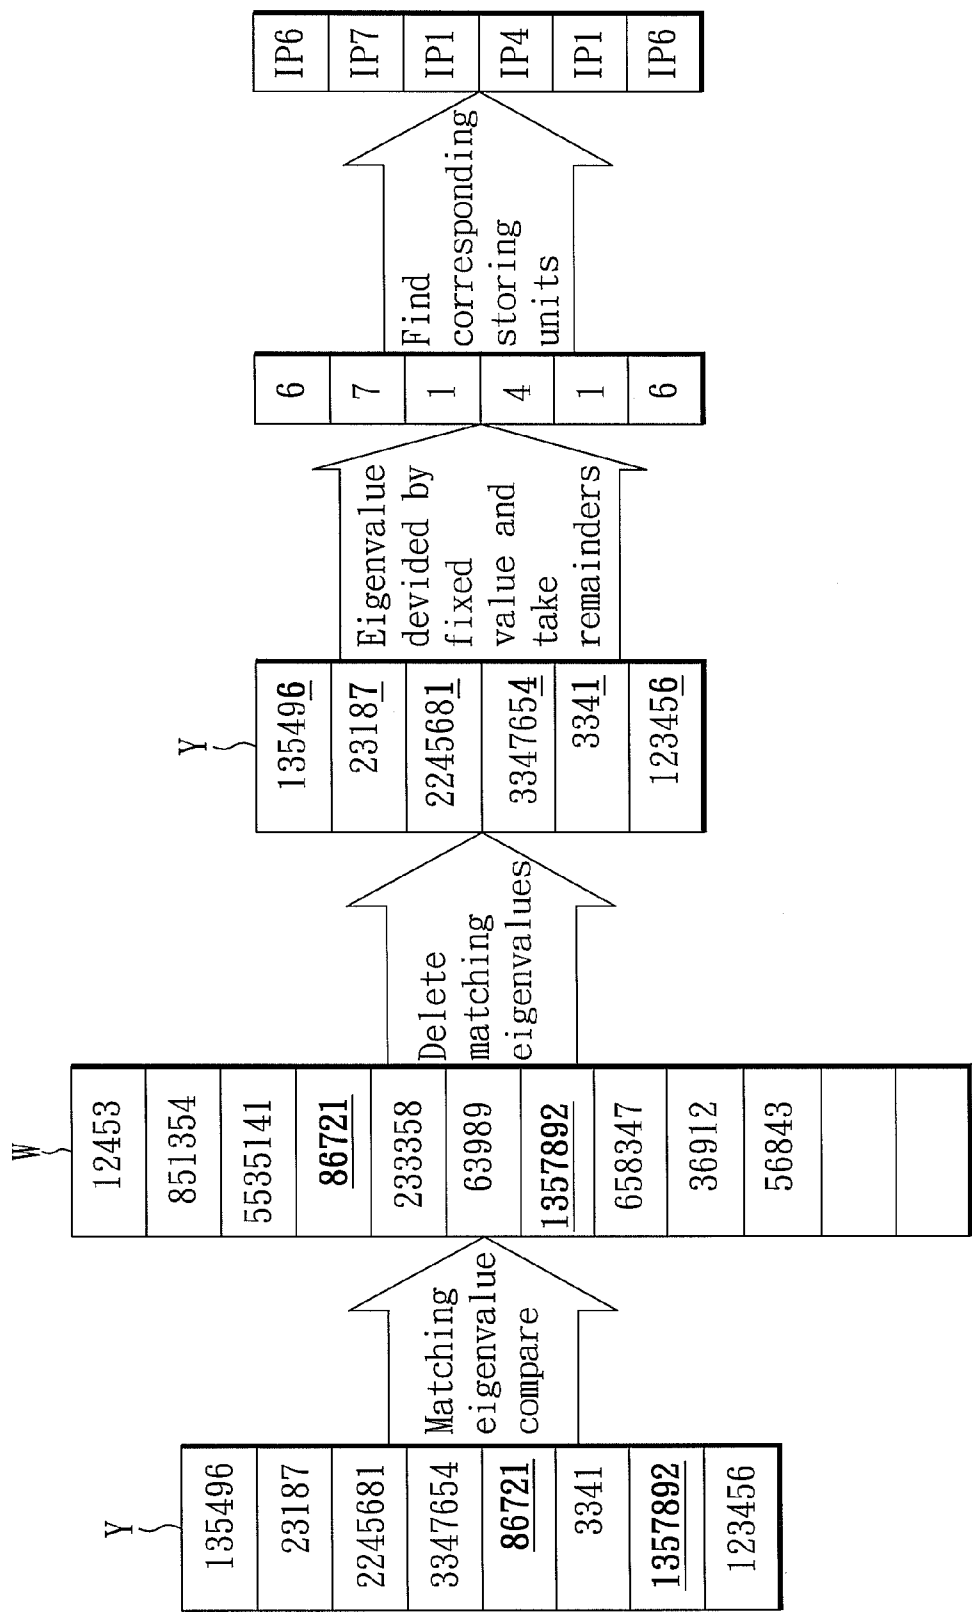 Y
135496
23187
2245681
3347654
86721
3341
1357892
123456
Matching
eigenvalue
compare
W
12453
851354
5535141
86721
233358
63989
1357892
658347
36912
56843
Delete
matching
eigenvalues
Y
135496
23187
2245681
3347654
3341
123456
Eigenvalue
devided by
fixed
value and
take
remainders
6
7
1
4
1
6
Find
corresponding
storing
units
IP6
IP7
IP1
IP4
IP1
IP6